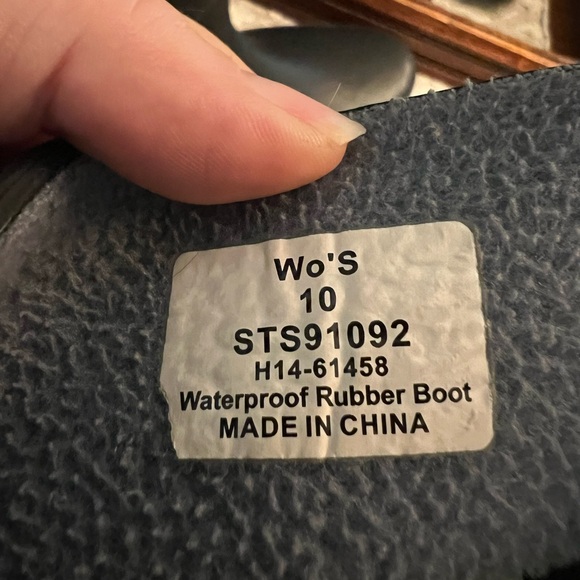 Wo'S
10
STS91092
H14-61458
Waterproof Rubber Boot
MADE IN CHINA